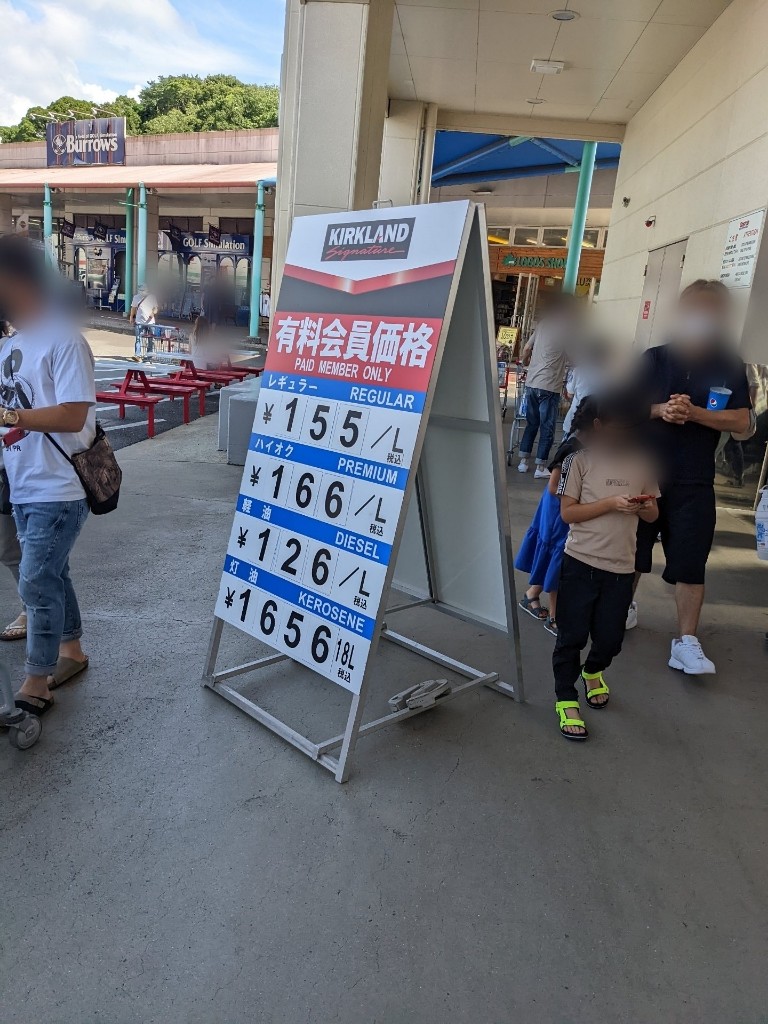 Burrows
GOLF Simulation
KIRKLAND
Signature
有料会員価格
PAID MEMBER ONLY
レギュラー REGULAR
¥155/L
税込
ハイオク PREMIUM
¥166/L
税込
軽油 DIESEL
¥126/L
税込
灯油 KEROSENE
¥1656 18L
税込